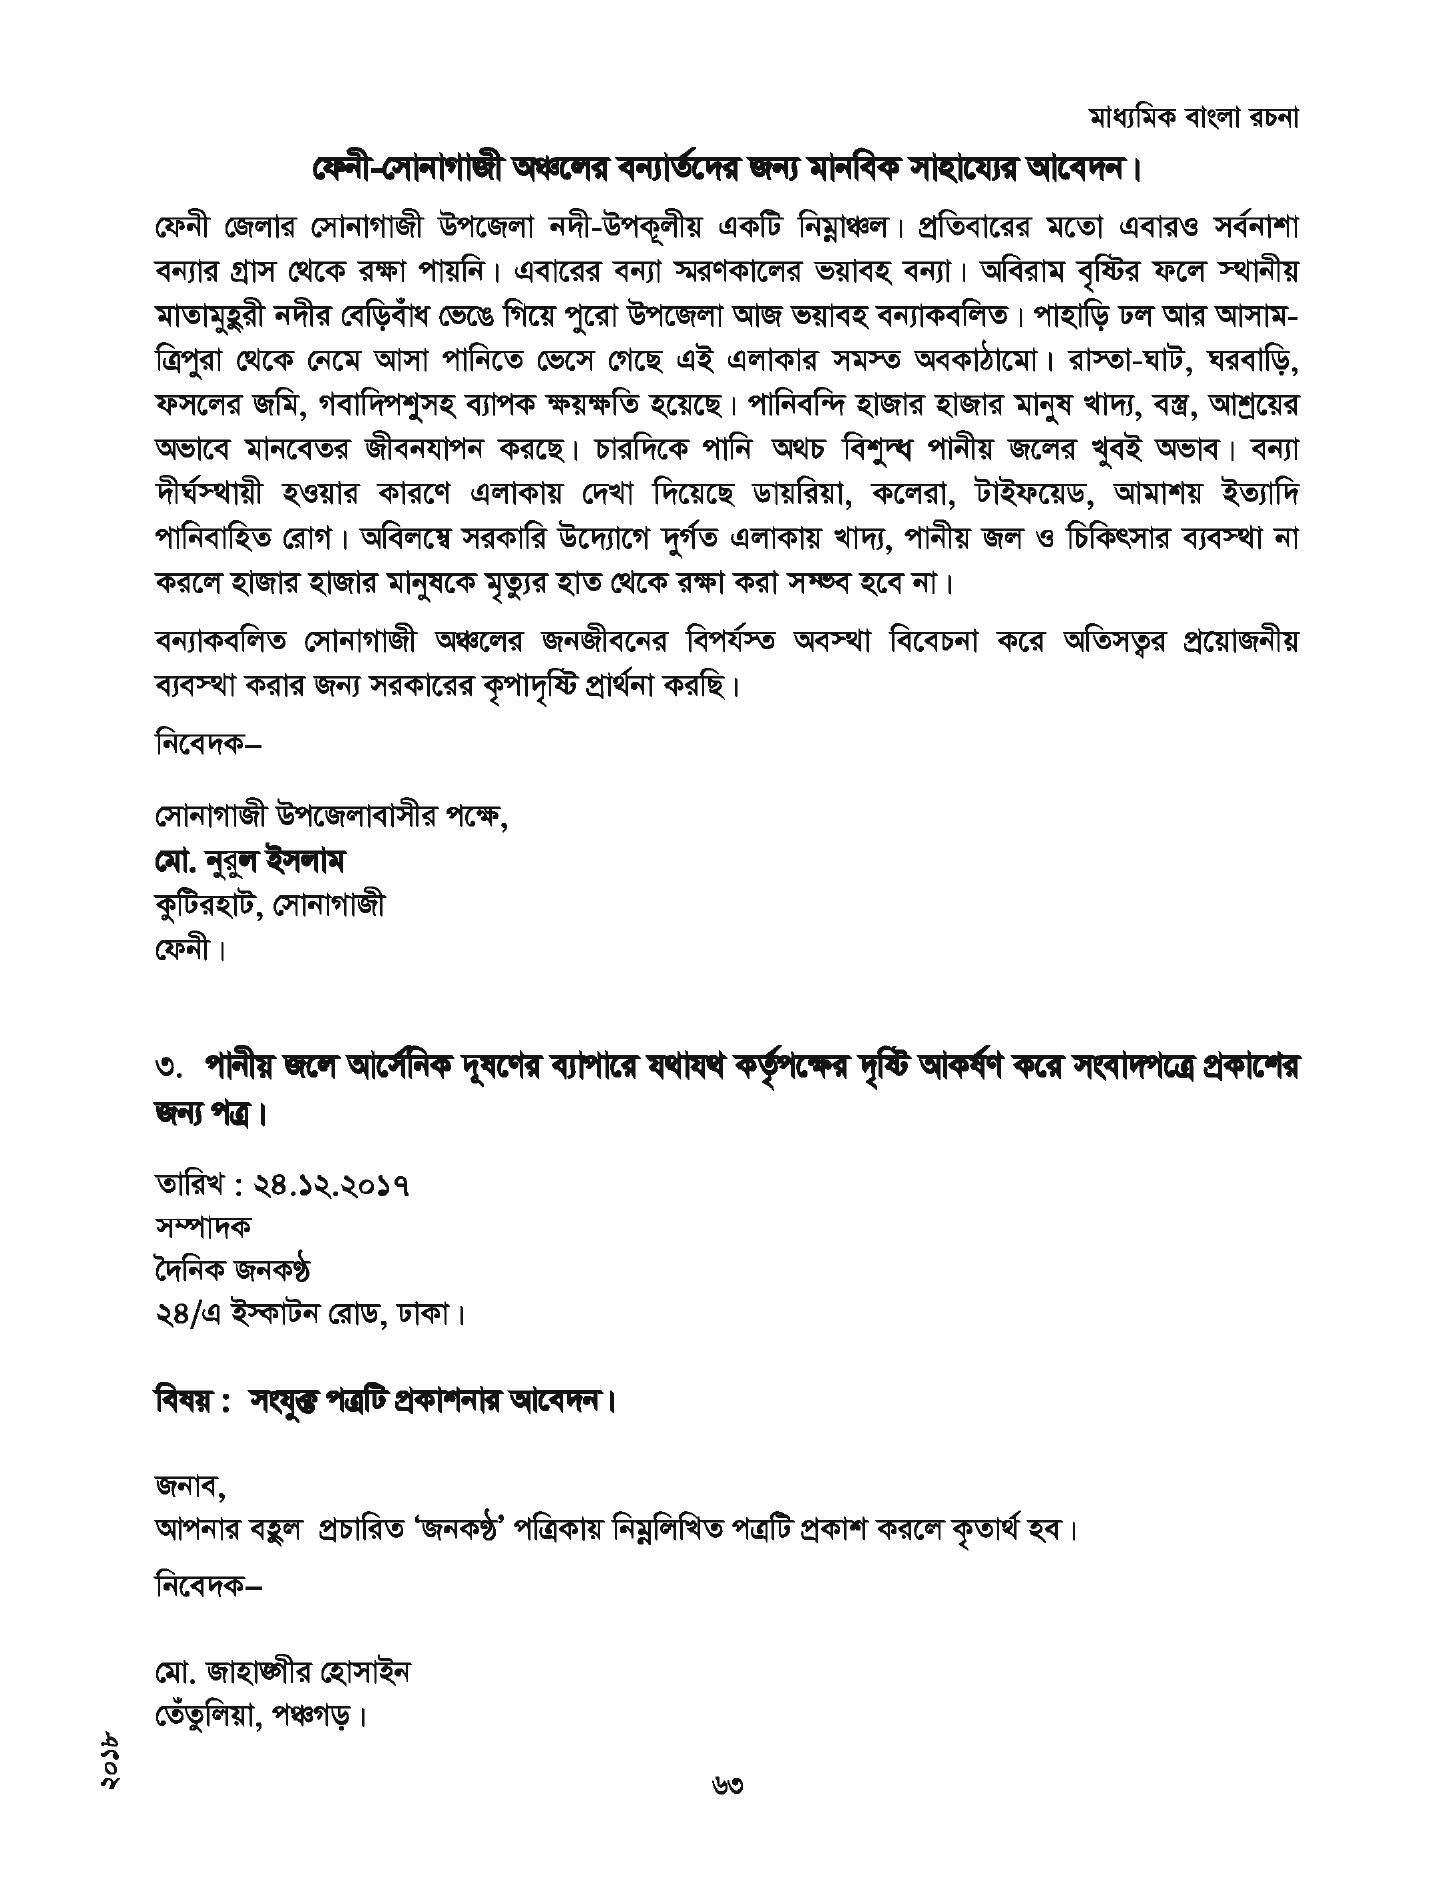 মাধ্যমিক বাংলা রচনা
ফেনী-সোনাগাজী অঞ্চলের বন্যার্তদের জন্য মানবিক সাহায্যের আবেদন।
ফেনী জেলার সোনাগাজী উপজেলা নদী-উপকূলীয় একটি নিম্নাঞ্চল। প্রতিবারের মতো এবারও সর্বনাশা
বন্যার গ্রাস থেকে রক্ষা পায়নি। এবারের বন্যা স্মরণকালের ভয়াবহ বন্যা। অবিরাম বৃষ্টির ফলে স্থানীয়
মাতামুহুরী নদীর বেড়িবাঁধ ভেঙে গিয়ে পুরো উপজেলা আজ ভয়াবহ বন্যাকবলিত। পাহাড়ি ঢল আর আসাম-
ত্রিপুরা থেকে নেমে আসা পানিতে ভেসে গেছে এই এলাকার সমস্ত অবকাঠামো। রাস্তা-ঘাট, ঘরবাড়ি,
ফসলের জমি, গবাদিপশুসহ ব্যাপক ক্ষয়ক্ষতি হয়েছে। পানিবন্দি হাজার হাজার মানুষ খাদ্য, বস্ত্র, আশ্রয়ের
অভাবে মানবেতর জীবনযাপন করছে। চারদিকে পানি অথচ বিশুদ্ধ পানীয় জলের খুবই অভাব। বন্যা
দীর্ঘস্থায়ী হওয়ার কারণে এলাকায় দেখা দিয়েছে ডায়রিয়া, কলেরা, টাইফয়েড, আমাশয় ইত্যাদি
পানিবাহিত রোগ। অবিলম্বে সরকারি উদ্যোগে দুর্গত এলাকায় খাদ্য, পানীয় জল ও চিকিৎসার ব্যবস্থা না
করলে হাজার হাজার মানুষকে মৃত্যুর হাত থেকে রক্ষা করা সম্ভব হবে না।
বন্যাকবলিত সোনাগাজী অঞ্চলের জনজীবনের বিপর্যস্ত অবস্থা বিবেচনা করে অতিসত্বর প্রয়োজনীয়
ব্যবস্থা করার জন্য সরকারের কৃপাদৃষ্টি প্রার্থনা করছি।
নিবেদক–
সোনাগাজী উপজেলাবাসীর পক্ষে,
মো. নুরুল ইসলাম
কুটিরহাট, সোনাগাজী
ফেনী।
৩. পানীয় জলে আর্সেনিক দূষণের ব্যাপারে যথাযথ কর্তৃপক্ষের দৃষ্টি আকর্ষণ করে সংবাদপত্রে প্রকাশের
জন্য পত্র।
তারিখ : ২৪.১২.২০১৭
সম্পাদক
দৈনিক জনকণ্ঠ
২৪/এ ইস্কাটন রোড, ঢাকা।
বিষয় : সংযুক্ত পত্রটি প্রকাশনার আবেদন।
জনাব,
আপনার বহুল প্রচারিত ‘জনকণ্ঠ’ পত্রিকায় নিম্নলিখিত পত্রটি প্রকাশ করলে কৃতার্থ হব।
নিবেদক–
মো. জাহাঙ্গীর হোসাইন
তেঁতুলিয়া, পঞ্চগড়।
২০১৮
৬৩